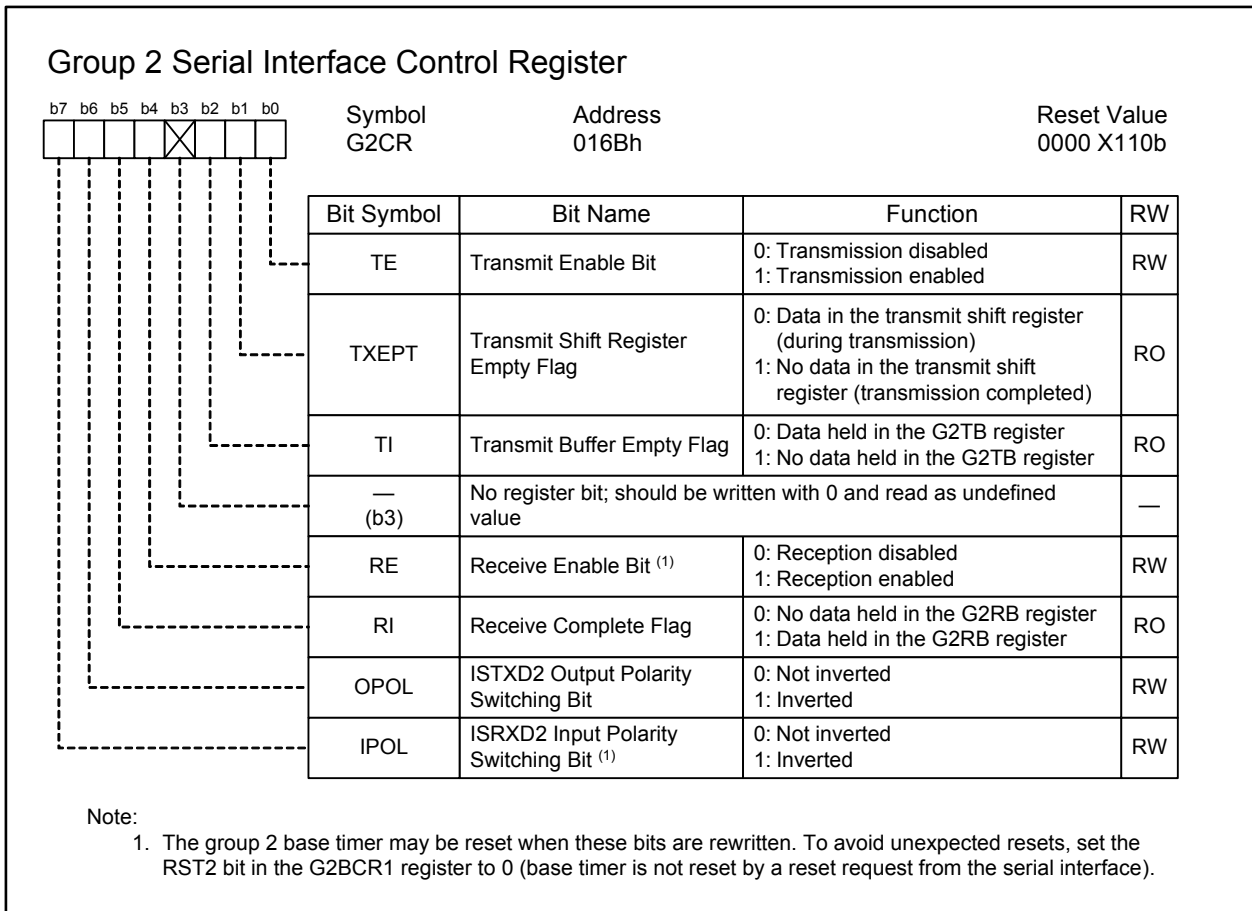 Group 2 Serial Interface Control Register
b7 b6 b5 b4 b3 b2 b1 b0
Symbol Address Reset Value
G2CR 016Bh 0000 X110b
Bit Symbol Bit Name Function RW
TE Transmit Enable Bit 0: Transmission disabled
1: Transmission enabled RW
TXEPT Transmit Shift Register
Empty Flag 0: Data in the transmit shift register
(during transmission)
1: No data in the transmit shift
register (transmission completed) RO
TI Transmit Buffer Empty Flag 0: Data held in the G2TB register
1: No data held in the G2TB register RO
—
(b3) No register bit; should be written with 0 and read as undefined
value —
RE Receive Enable Bit (1) 0: Reception disabled
1: Reception enabled RW
RI Receive Complete Flag 0: No data held in the G2RB register
1: Data held in the G2RB register RO
OPOL ISTXD2 Output Polarity
Switching Bit 0: Not inverted
1: Inverted RW
IPOL ISRXD2 Input Polarity
Switching Bit (1) 0: Not inverted
1: Inverted RW
Note:
1. The group 2 base timer may be reset when these bits are rewritten. To avoid unexpected resets, set the
RST2 bit in the G2BCR1 register to 0 (base timer is not reset by a reset request from the serial interface).